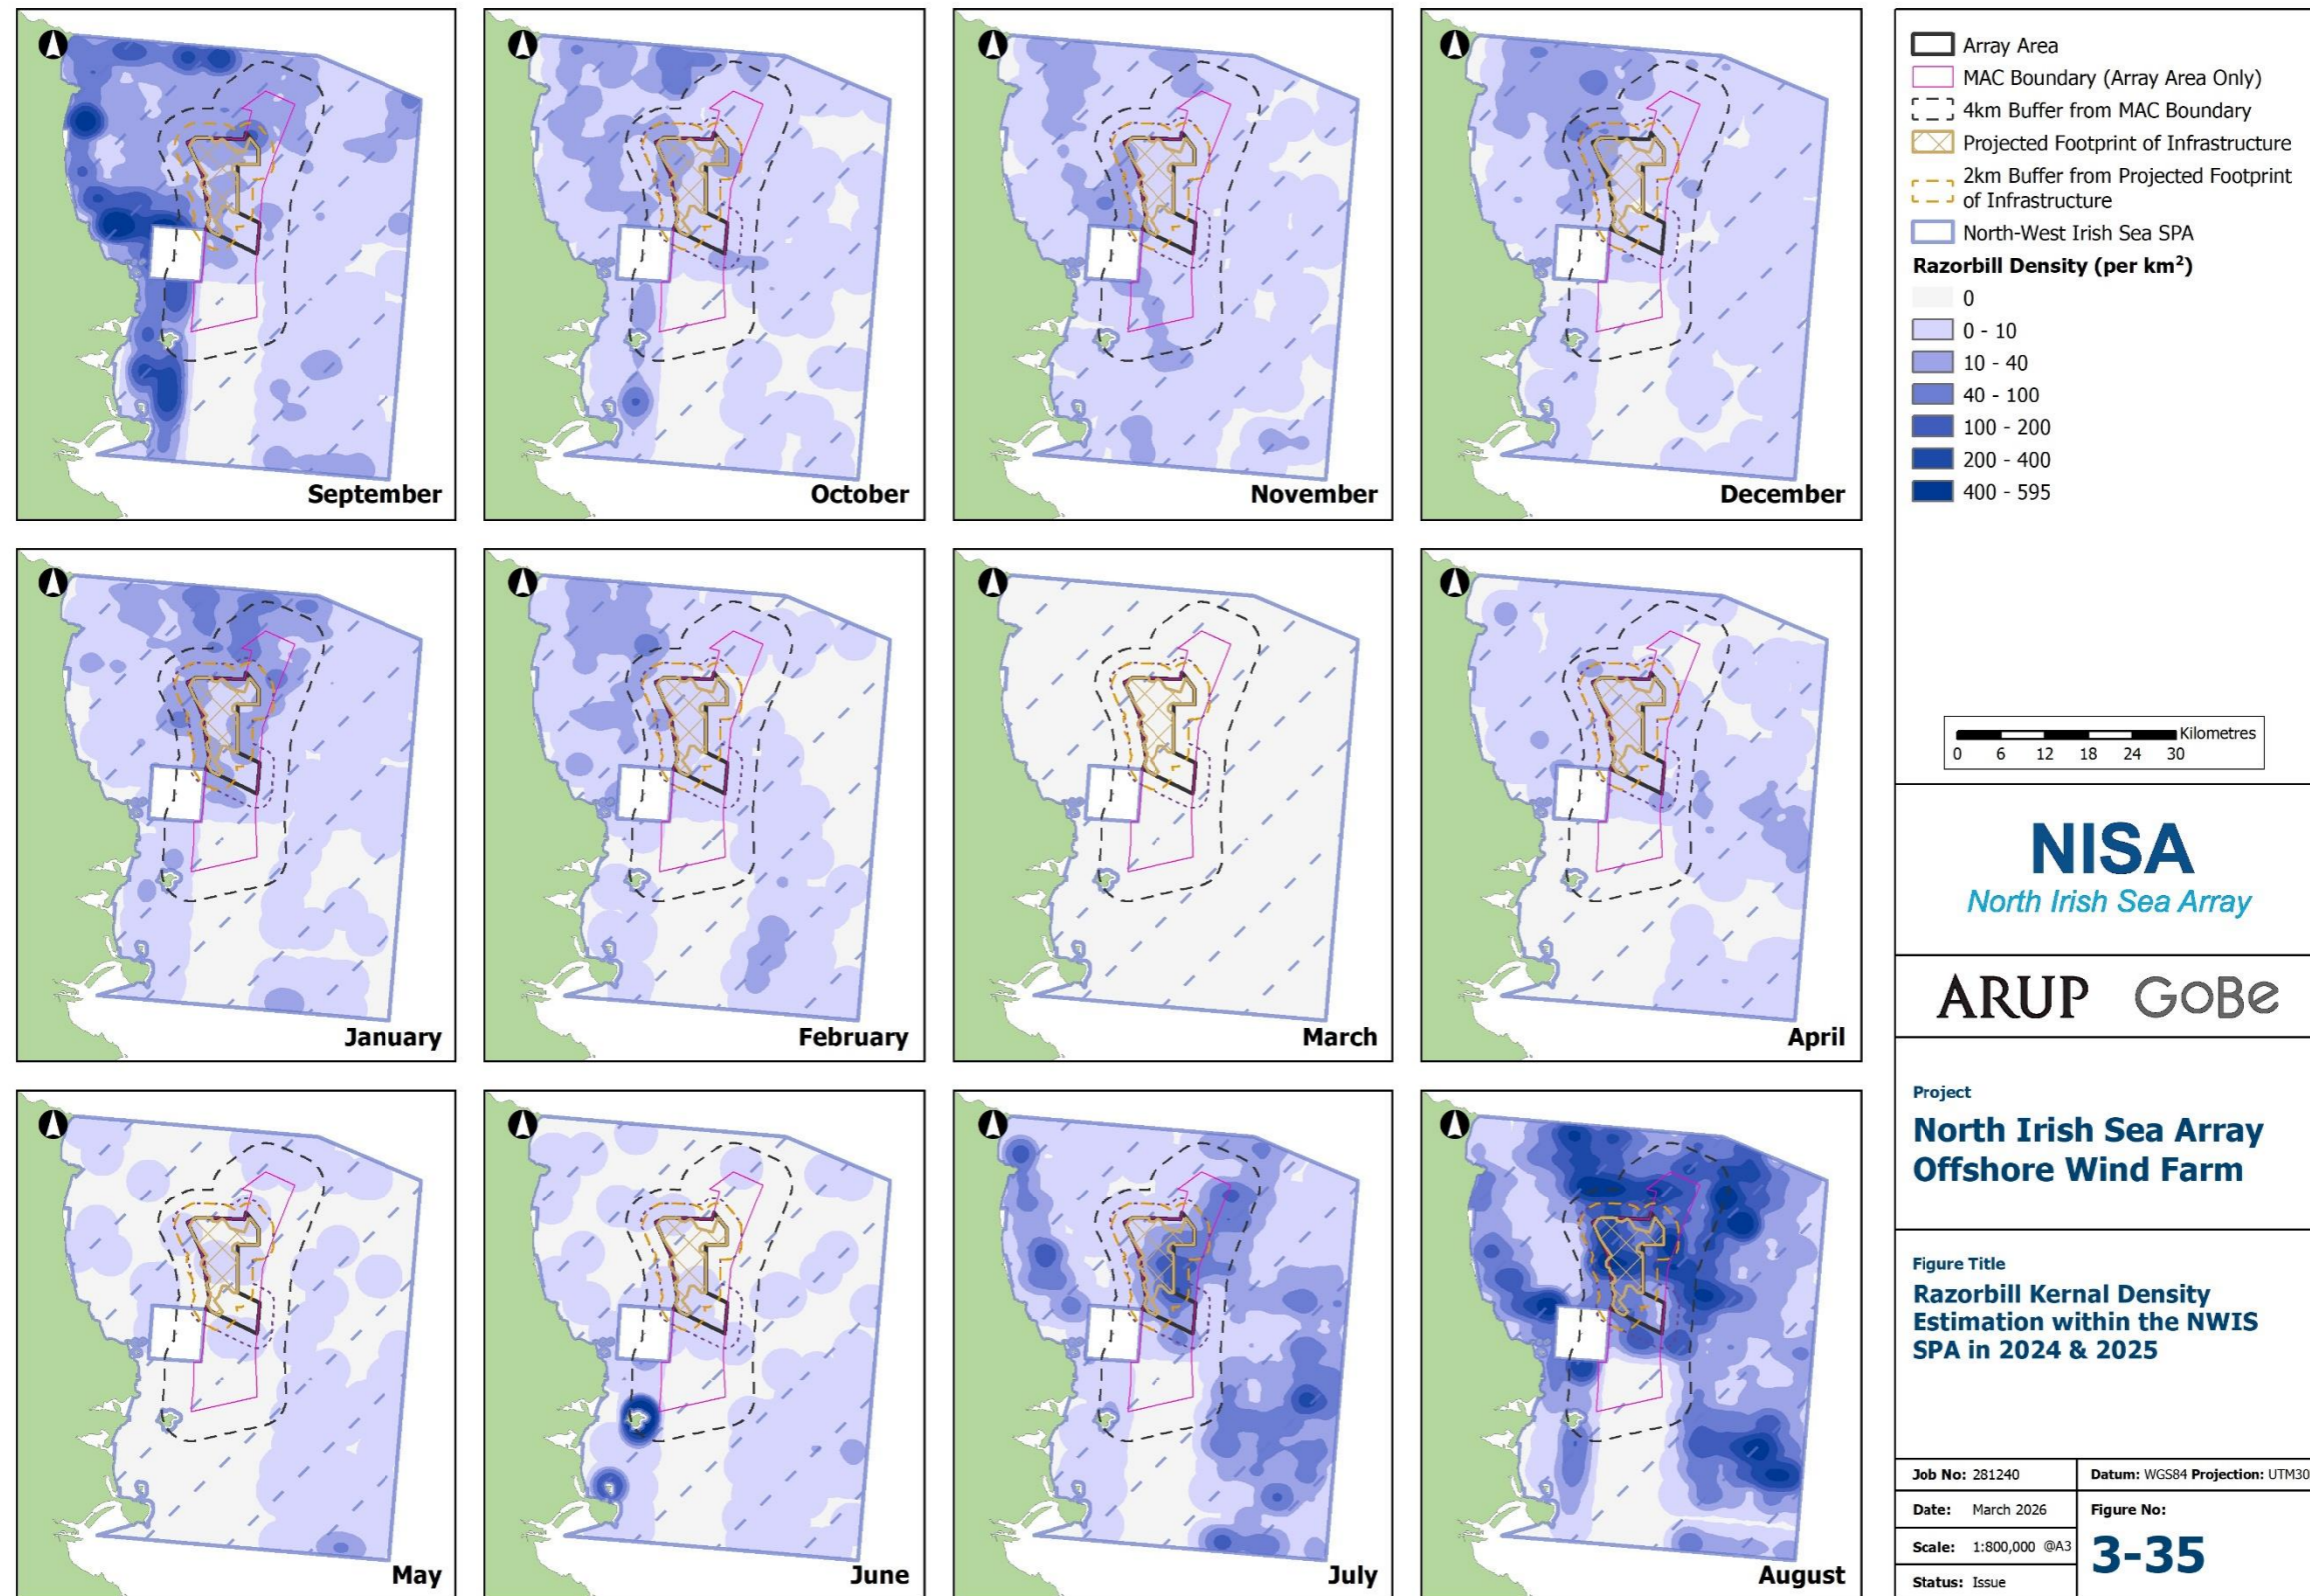 September
October
November
December
January
February
March
April
May
June
July
August
Array Area
MAC Boundary (Array Area Only)
4km Buffer from MAC Boundary
Projected Footprint of Infrastructure
2km Buffer from Projected Footprint
of Infrastructure
North-West Irish Sea SPA
Razorbill Density (per km²)
0
0 - 10
10 - 40
40 - 100
100 - 200
200 - 400
400 - 595
Kilometres
0 6 12 18 24 30
NISA
North Irish Sea Array
ARUP GoBe
Project
North Irish Sea Array
Offshore Wind Farm
Figure Title
Razorbill Kernal Density
Estimation within the NWIS
SPA in 2024 & 2025
Job No: 281240
Datum: WGS84 Projection: UTM30
Date: March 2026
Figure No:
3-35
Scale: 1:800,000 @A3
Status: Issue